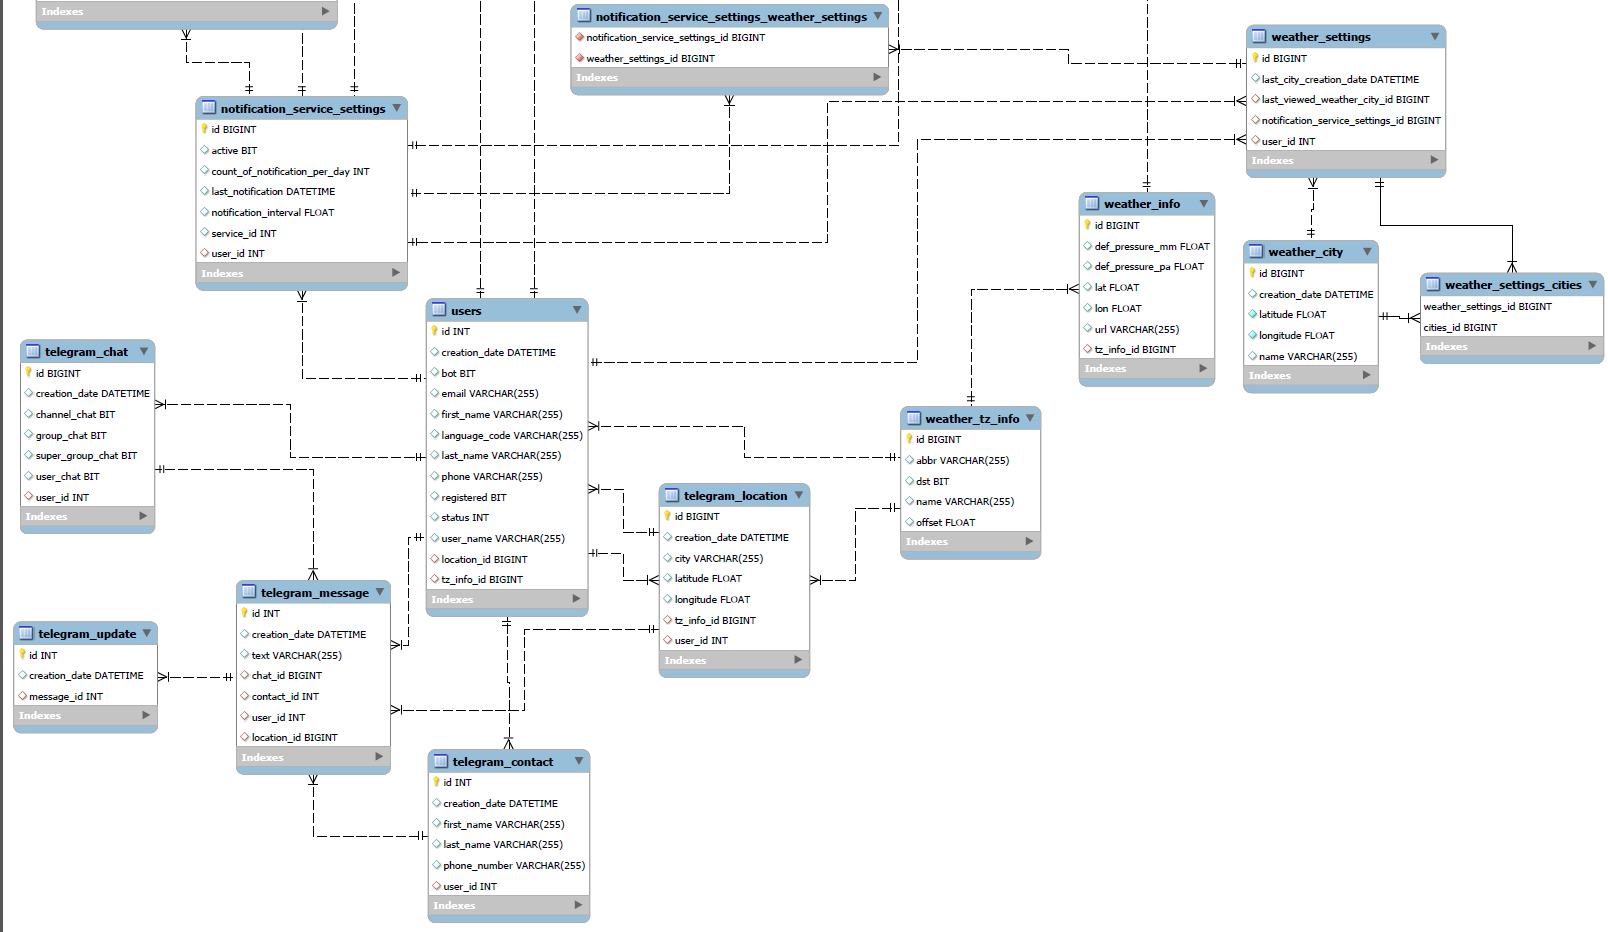 Indexes
notification_service_settings_weather_settings
notification_service_settings_id BIGINT
weather_settings_id BIGINT
Indexes
weather_settings
id BIGINT
last_city_creation_date DATETIME
last_viewed_weather_city_id BIGINT
notification_service_settings_id BIGINT
user_id INT
Indexes
notification_service_settings
id BIGINT
active BIT
count_of_notification_per_day INT
last_notification DATETIME
notification_interval FLOAT
service_id INT
user_id INT
Indexes
weather_info
id BIGINT
def_pressure_mm FLOAT
def_pressure_pa FLOAT
lat FLOAT
lon FLOAT
url VARCHAR(255)
tz_info_id BIGINT
Indexes
weather_city
id BIGINT
creation_date DATETIME
latitude FLOAT
longitude FLOAT
name VARCHAR(255)
Indexes
weather_settings_cities
weather_settings_id BIGINT
cities_id BIGINT
Indexes
users
id INT
creation_date DATETIME
bot BIT
email VARCHAR(255)
first_name VARCHAR(255)
language_code VARCHAR(255)
last_name VARCHAR(255)
phone VARCHAR(255)
registered BIT
status INT
user_name VARCHAR(255)
location_id BIGINT
tz_info_id BIGINT
Indexes
telegram_chat
id BIGINT
creation_date DATETIME
channel_chat BIT
group_chat BIT
super_group_chat BIT
user_chat BIT
user_id INT
Indexes
weather_tz_info
id BIGINT
abbr VARCHAR(255)
dst BIT
name VARCHAR(255)
offset FLOAT
Indexes
telegram_location
id BIGINT
creation_date DATETIME
city VARCHAR(255)
latitude FLOAT
longitude FLOAT
tz_info_id BIGINT
user_id INT
Indexes
telegram_message
id INT
creation_date DATETIME
text VARCHAR(255)
chat_id BIGINT
contact_id INT
user_id INT
location_id BIGINT
Indexes
telegram_update
id INT
creation_date DATETIME
message_id INT
Indexes
telegram_contact
id INT
creation_date DATETIME
first_name VARCHAR(255)
last_name VARCHAR(255)
phone_number VARCHAR(255)
user_id INT
Indexes